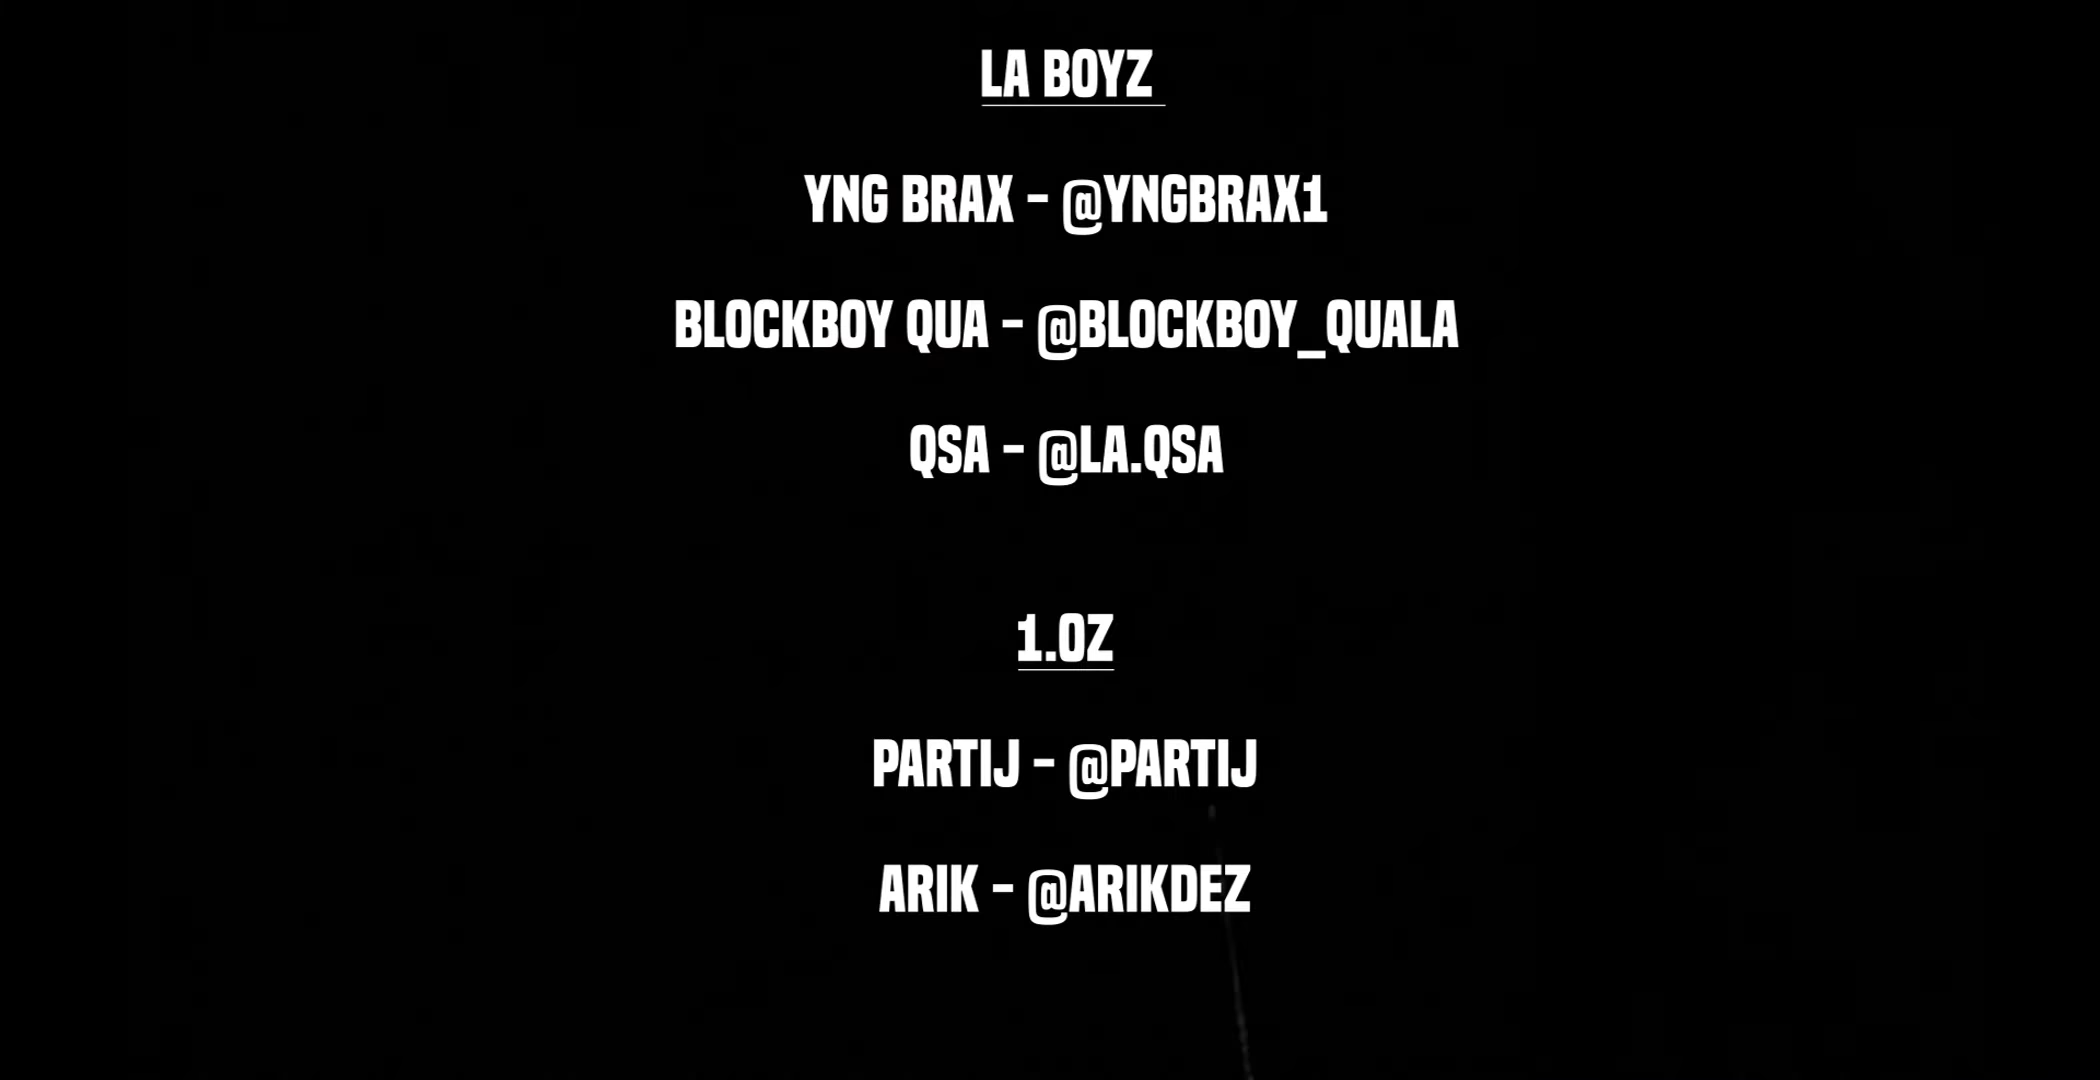 LA BOYZ
YNG BRAX - @YNGBRAX1
BLOCKBOY QUA - @BLOCKBOY_QUALA
QSA - @LA.QSA
1.OZ
PARTIJ - @PARTIJ
ARIK - @ARIKDEZ